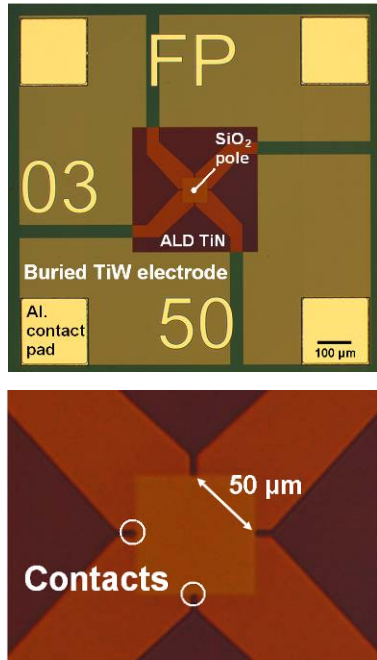 FP
SiO₂
pole
03
ALD TiN
Buried TiW electrode
Al.
contact
pad
50
100 µm
50 µm
Contacts